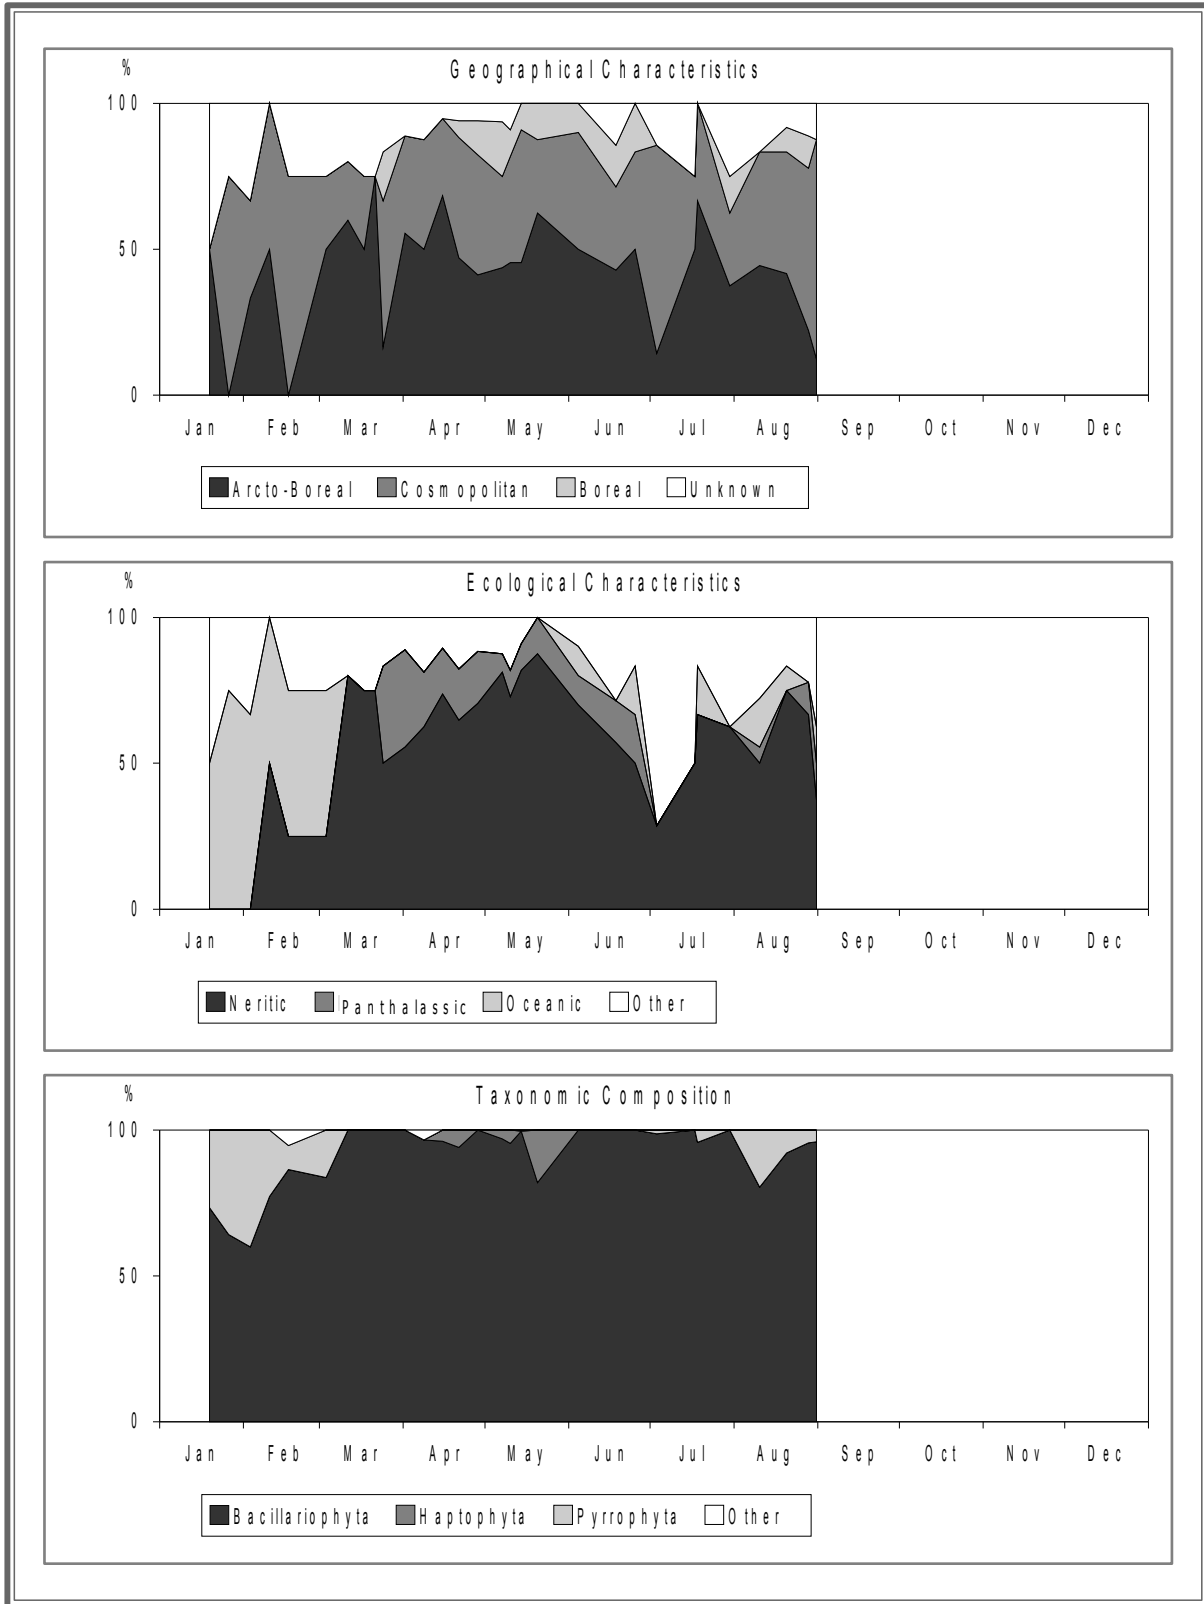 %
Geographical Characteristics
100
50
0
Jan Feb Mar Apr May Jun Jul Aug Sep Oct Nov Dec
Arcto-Boreal Cosmopolitan Boreal Unknown
%
Ecological Characteristics
100
50
0
Jan Feb Mar Apr May Jun Jul Aug Sep Oct Nov Dec
Neritic Panthalassic Oceanic Other
%
Taxonomic Composition
100
50
0
Jan Feb Mar Apr May Jun Jul Aug Sep Oct Nov Dec
Bacillariophyta Haptophyta Pyrrophyta Other